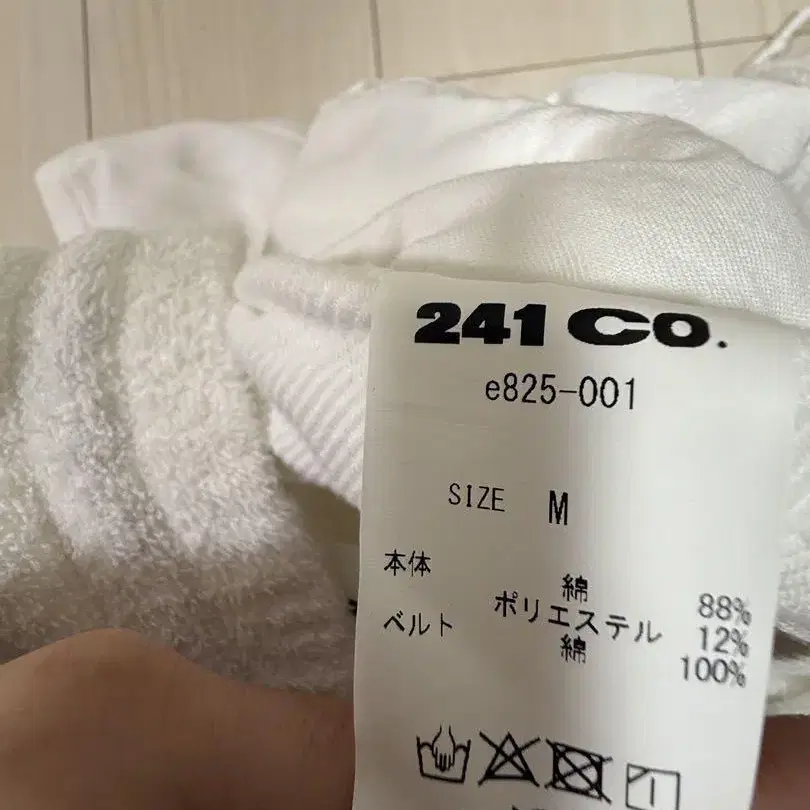 241 CO.
e825-001
SIZE M
本体 綿 88%
ポリエステル 12%
ベルト 綿 100%